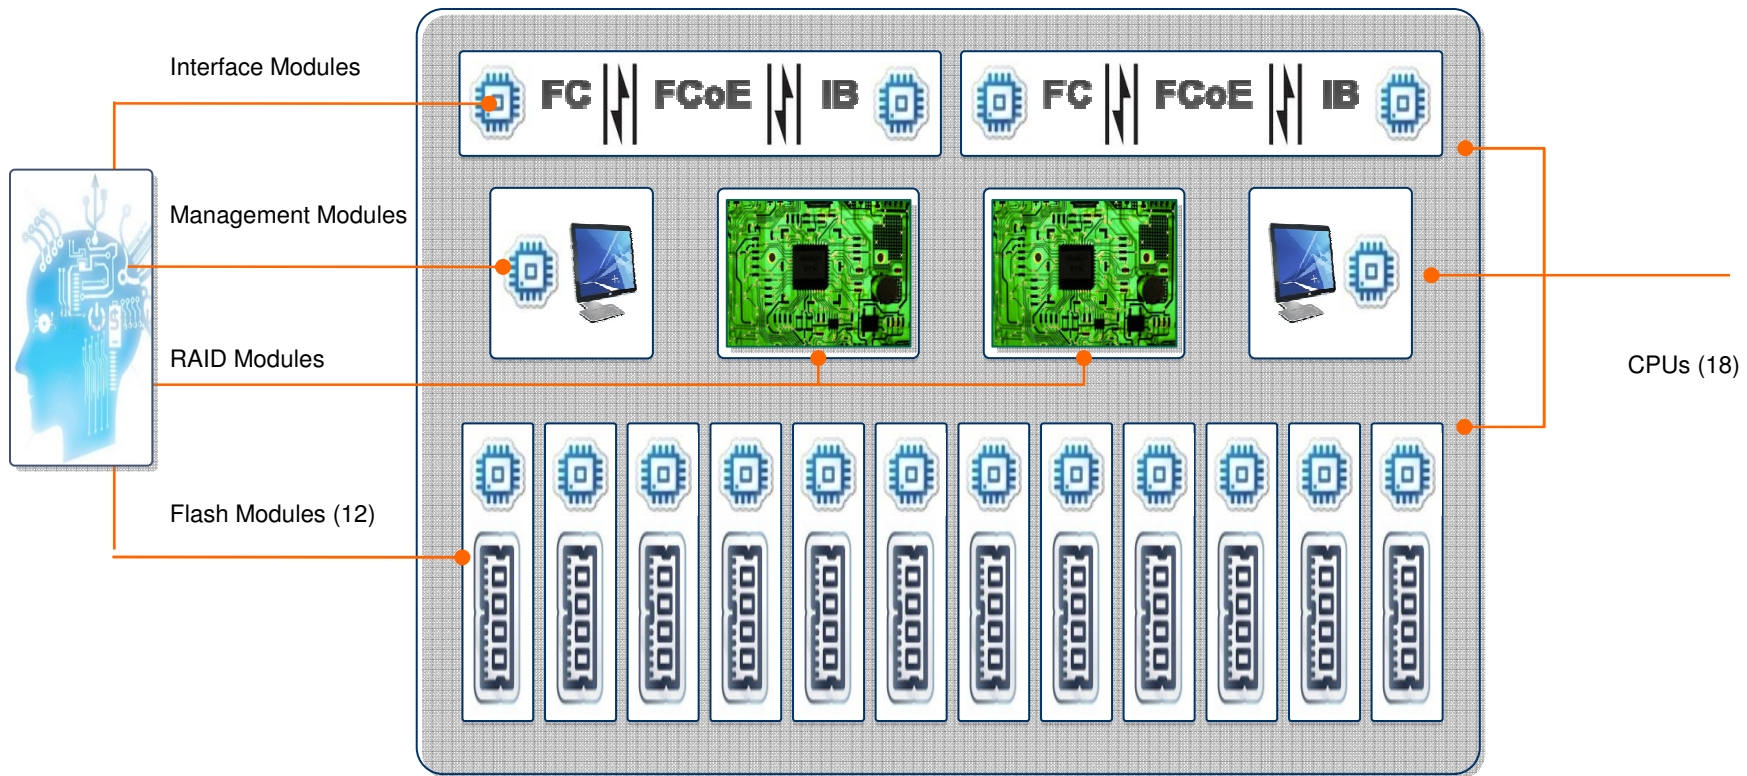 Interface Modules
FC FCoE IB FC FCoE IB
Management Modules
RAID Modules
CPUs (18)
Flash Modules (12)